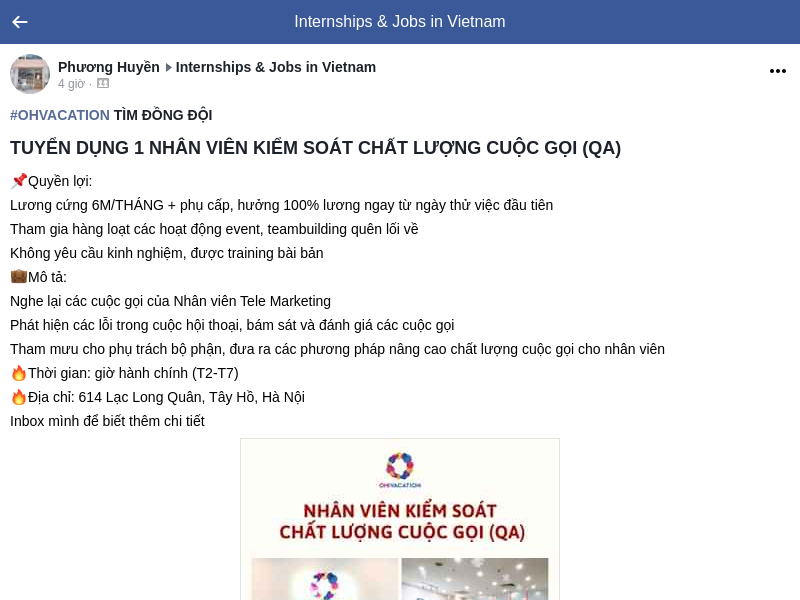 Internships & Jobs in Vietnam
Phương Huyền Internships & Jobs in Vietnam
4 giờ ·
#OHVACATION TÌM ĐỒNG ĐỘI
TUYỂN DỤNG 1 NHÂN VIÊN KIỂM SOÁT CHẤT LƯỢNG CUỘC GỌI (QA)
📌Quyền lợi:
Lương cứng 6M/THÁNG + phụ cấp, hưởng 100% lương ngay từ ngày thử việc đầu tiên
Tham gia hàng loạt các hoạt động event, teambuilding quên lối về
Không yêu cầu kinh nghiệm, được training bài bản
💼Mô tả:
Nghe lại các cuộc gọi của Nhân viên Tele Marketing
Phát hiện các lỗi trong cuộc hội thoại, bám sát và đánh giá các cuộc gọi
Tham mưu cho phụ trách bộ phận, đưa ra các phương pháp nâng cao chất lượng cuộc gọi cho nhân viên
🔥Thời gian: giờ hành chính (T2-T7)
🔥Địa chỉ: 614 Lạc Long Quân, Tây Hồ, Hà Nội
Inbox mình để biết thêm chi tiết
OH!VACATION
NHÂN VIÊN KIỂM SOÁT
CHẤT LƯỢNG CUỘC GỌI (QA)